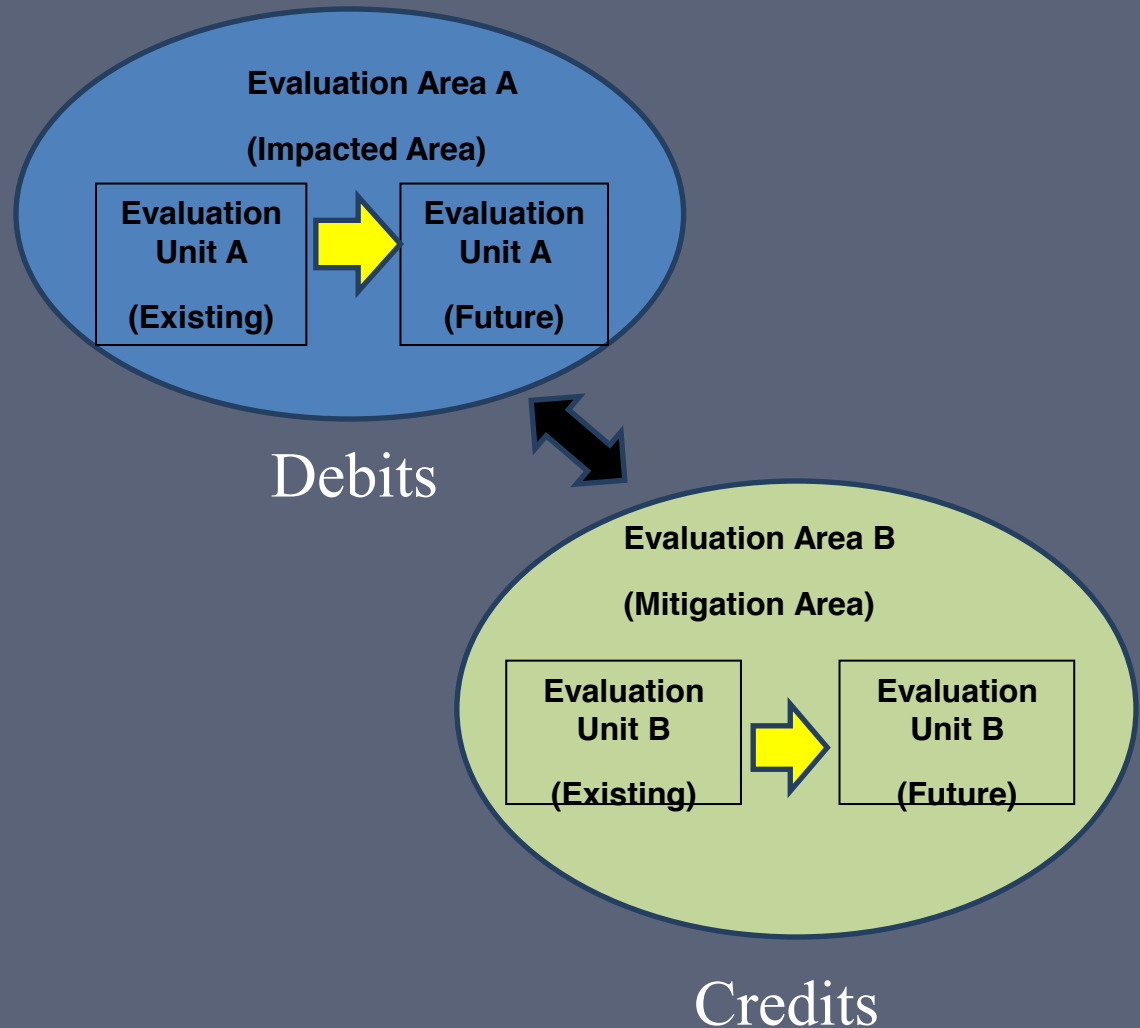 Evaluation Area A
(Impacted Area)
Evaluation
Unit A
(Existing)
Evaluation
Unit A
(Future)
Debits
Evaluation Area B
(Mitigation Area)
Evaluation
Unit B
(Existing)
Evaluation
Unit B
(Future)
Credits